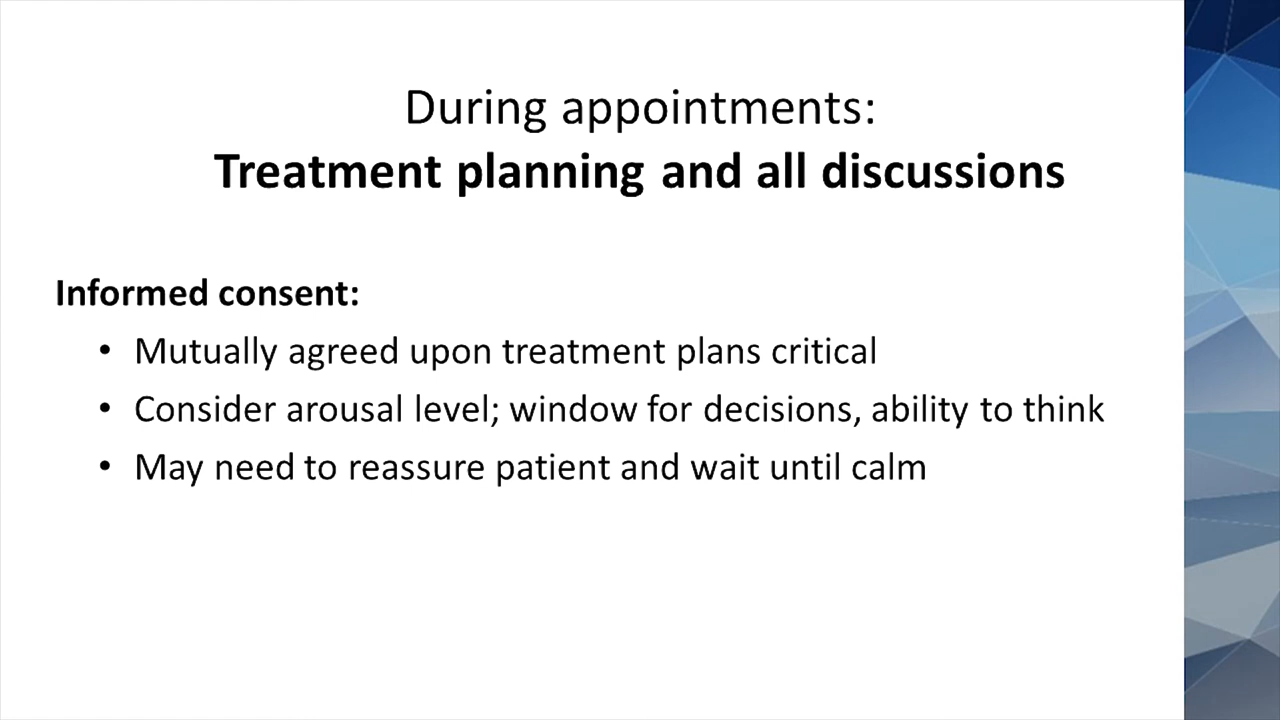 During appointments:
Treatment planning and all discussions
Informed consent:
• Mutually agreed upon treatment plans critical
• Consider arousal level; window for decisions, ability to think
• May need to reassure patient and wait until calm